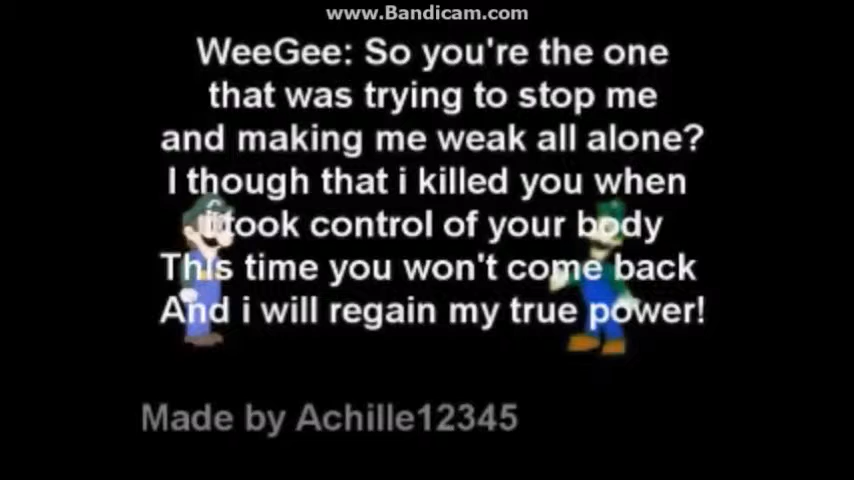 www.Bandicam.com
WeeGee: So you're the one
that was trying to stop me
and making me weak all alone?
I though that i killed you when
i took control of your body
This time you won't come back
And i will regain my true power!
Made by Achille12345